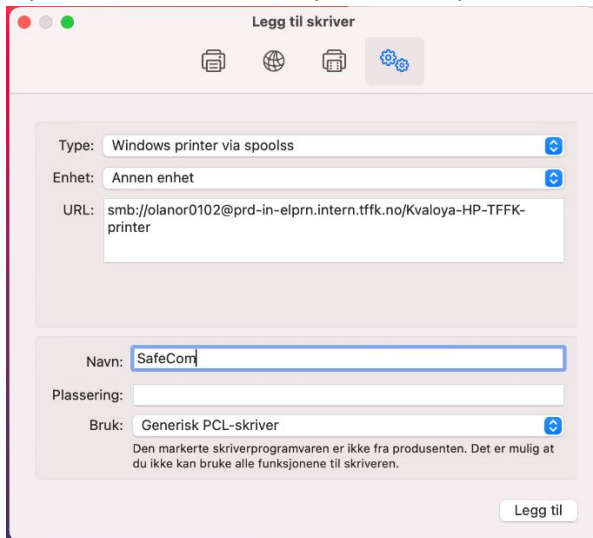 Legg til skriver
Type: Windows printer via spoolss
Enhet: Annen enhet
URL: smb://olanor0102@prd-in-elprn.intern.tffk.no/Kvaloya-HP-TFFK-
printer
Navn: SafeCom
Plassering:
Bruk: Generisk PCL-skriver
Den markerte skriverprogramvaren er ikke fra produsenten. Det er mulig at
du ikke kan bruke alle funksjonene til skriveren.
Legg til